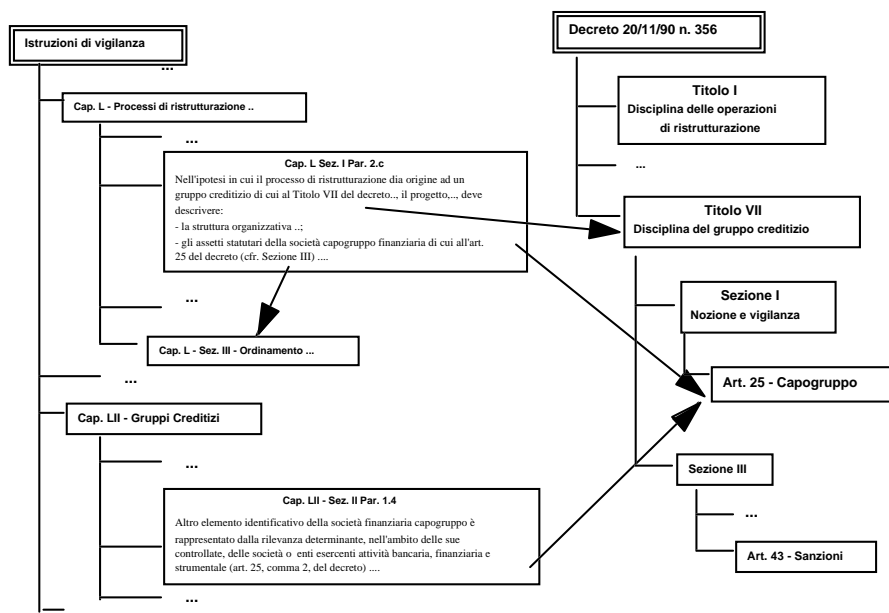 Istruzioni di vigilanza
...
Cap. L - Processi di ristrutturazione ..
...
Cap. L Sez. I Par. 2.c
Nell'ipotesi in cui il processo di ristrutturazione dia origine ad un
gruppo creditizio di cui al Titolo VII del decreto.., il progetto,.., deve
descrivere:
- la struttura organizzativa ..;
- gli assetti statutari della società capogruppo finanziaria di cui all'art.
25 del decreto (cfr. Sezione III) ....
...
Cap. L - Sez. III - Ordinamento ...
...
Cap. LII - Gruppi Creditizi
...
Cap. LII - Sez. II Par. 1.4
Altro elemento identificativo della società finanziaria capogruppo è
rappresentato dalla rilevanza determinante, nell'ambito delle sue
controllate, delle società o enti esercenti attività bancaria, finanziaria e
strumentale (art. 25, comma 2, del decreto) ....
...
Decreto 20/11/90 n. 356
Titolo I
Disciplina delle operazioni
di ristrutturazione
...
Titolo VII
Disciplina del gruppo creditizio
Sezione I
Nozione e vigilanza
Art. 25 - Capogruppo
Sezione III
...
Art. 43 - Sanzioni